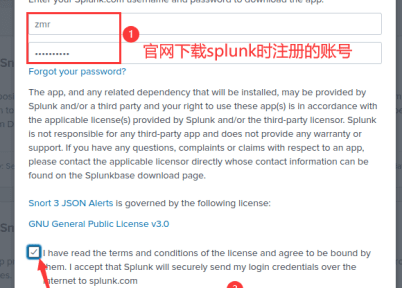 Enter your Splunk.com username and password to download the app.
zmr
1
••••••••••
官网下载splunk时注册的账号
Forgot your password?
The app, and any related dependency that will be installed, may be provided by
Splunk and/or a third party and your right to use these app(s) is in accordance with
the applicable license(s) provided by Splunk and/or the third-party licensor. Splunk
is not responsible for any third-party app and does not provide any warranty or
support. If you have any questions, complaints or claims with respect to an app,
please contact the applicable licensor directly whose contact information can be
found on the Splunkbase download page.
Snort 3 JSON Alerts is governed by the following license:
GNU General Public License v3.0
I have read the terms and conditions of the license and agree to be bound by
them. I accept that Splunk will securely send my login credentials over the
Internet to splunk.com